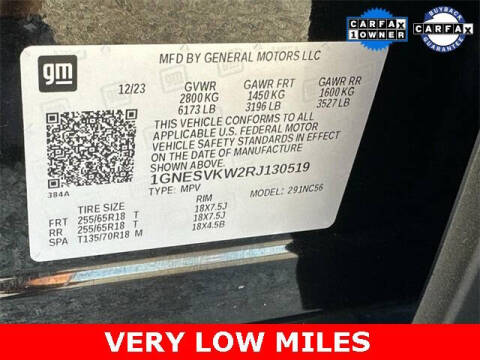 CARFAX
1 OWNER
BUYBACK
CARFAX
GUARANTEE
gm
MFD BY GENERAL MOTORS LLC
12/23 GVWR GAWR FRT GAWR RR
2800 KG 1450 KG 1600 KG
6173 LB 3196 LB 3527 LB
THIS VEHICLE CONFORMS TO ALL
APPLICABLE U.S. FEDERAL MOTOR
VEHICLE SAFETY STANDARDS IN EFFECT
ON THE DATE OF MANUFACTURE
SHOWN ABOVE.
1GNESVKW2RJ130519
384A TYPE: MPV MODEL: 291NC56
TIRE SIZE RIM
FRT 255/65R18 T 18X7.5J
RR 255/65R18 T 18X7.5J
SPA T135/70R18 M 18X4.5B
VERY LOW MILES